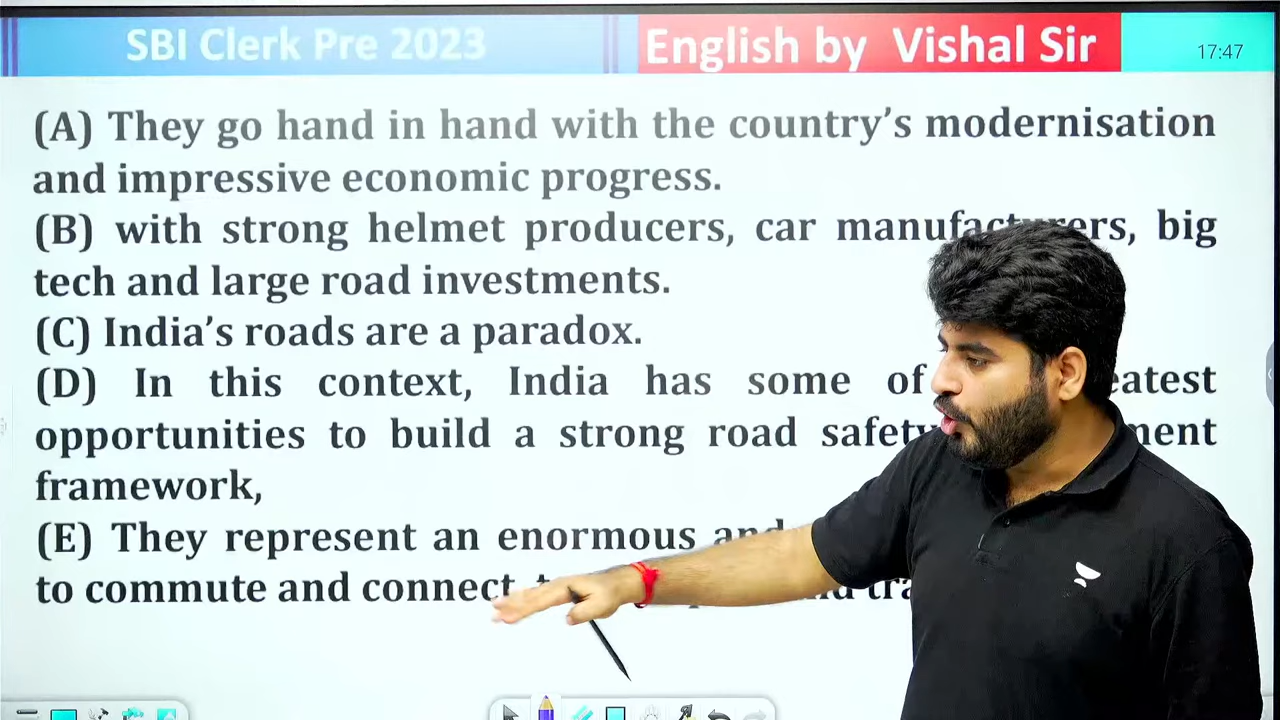 SBI Clerk Pre 2023
English by Vishal Sir
17:47
(A) They go hand in hand with the country’s modernisation
and impressive economic progress.
(B) with strong helmet producers, car manufacturers, big
tech and large road investments.
(C) India’s roads are a paradox.
(D) In this context, India has some of
opportunities to build a strong road safety
framework,
(E) They represent an enormous and
to commute and connect,